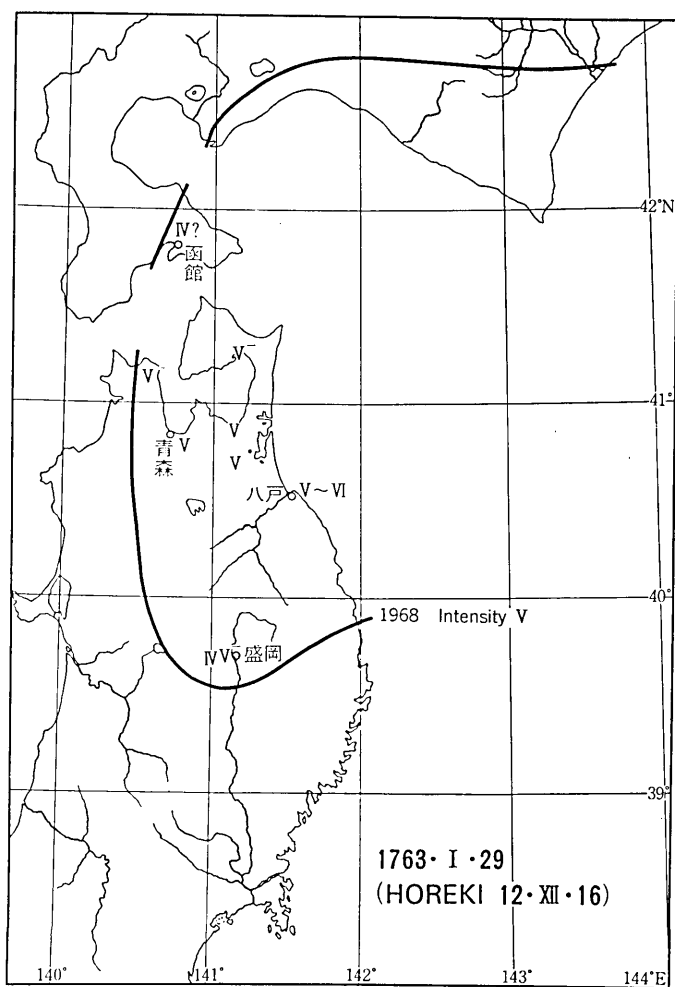 42°N
IV?
函館
V⁻
V⁻
41°
V
V
青森
V
八戸
V～VI
40°
1968 Intensity V
IV
V⁻
盛岡
39°
1763・I・29
(HOREKI 12・XII・16)
140°
141°
142°
143°
144°E